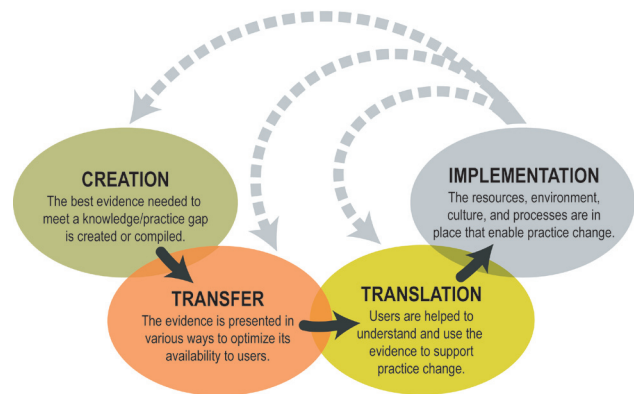 CREATION
The best evidence needed to
meet a knowledge/practice gap
is created or compiled.
IMPLEMENTATION
The resources, environment,
culture, and processes are in
place that enable practice change.
TRANSFER
The evidence is presented in
various ways to optimize its
availability to users.
TRANSLATION
Users are helped to
understand and use the
evidence to support
practice change.